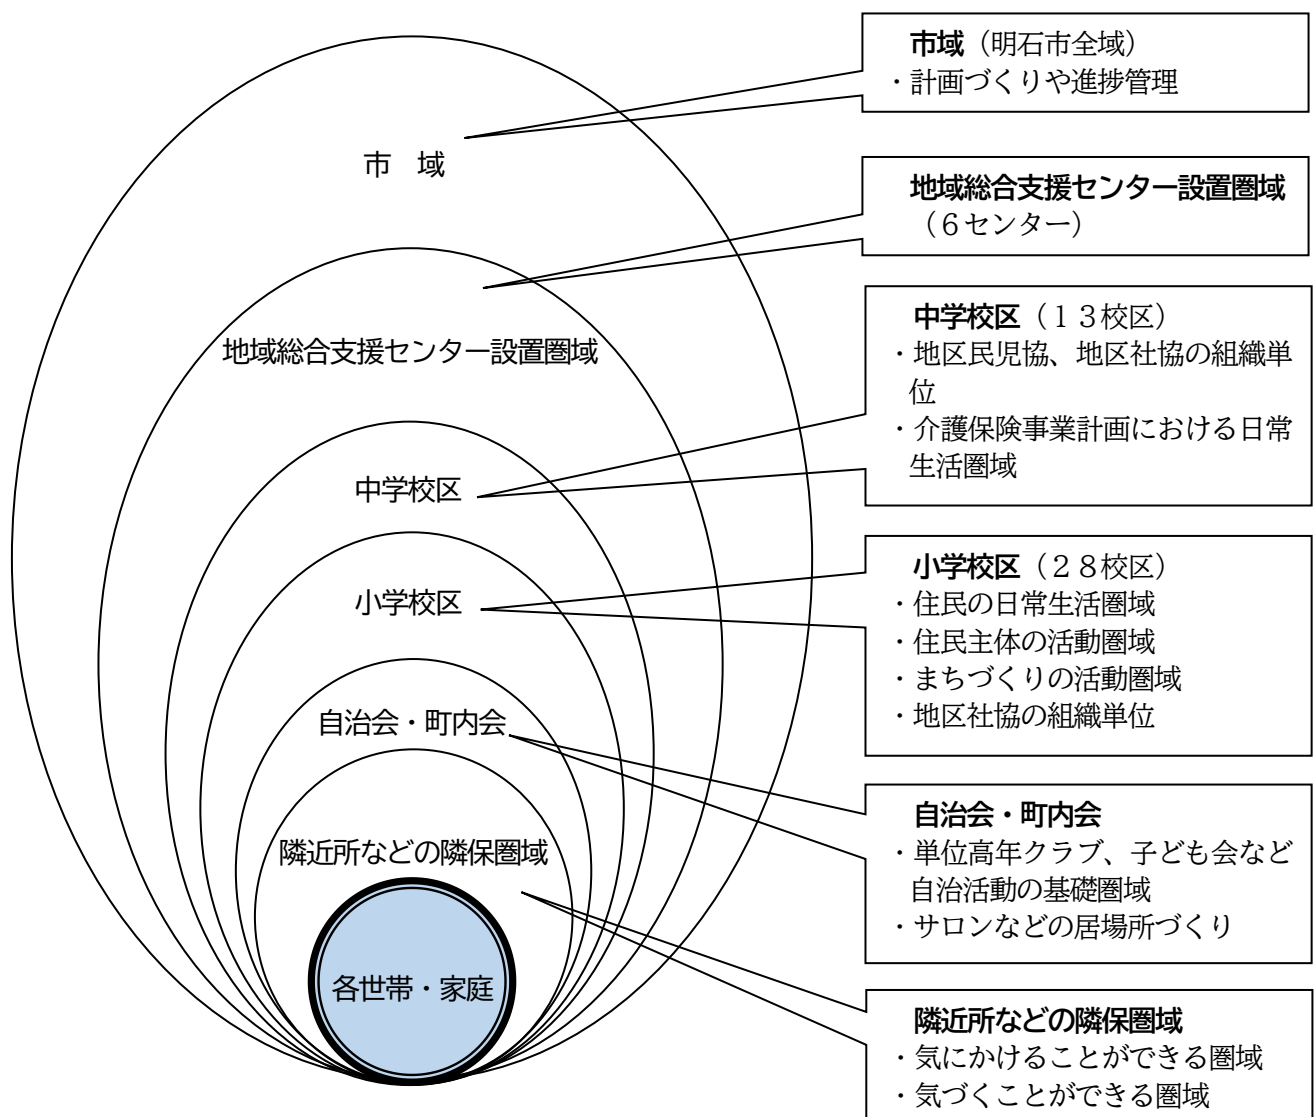 市　域
地域総合支援センター設置圏域
中学校区
小学校区
自治会・町内会
隣近所などの隣保圏域
各世帯・家庭
市域（明石市全域）
・計画づくりや進捗管理
地域総合支援センター設置圏域
（６センター）
中学校区（１３校区）
・地区民児協、地区社協の組織単
位
・介護保険事業計画における日常
生活圏域
小学校区（２８校区）
・住民の日常生活圏域
・住民主体の活動圏域
・まちづくりの活動圏域
・地区社協の組織単位
自治会・町内会
・単位高年クラブ、子ども会など
自治活動の基礎圏域
・サロンなどの居場所づくり
隣近所などの隣保圏域
・気にかけることができる圏域
・気づくことができる圏域